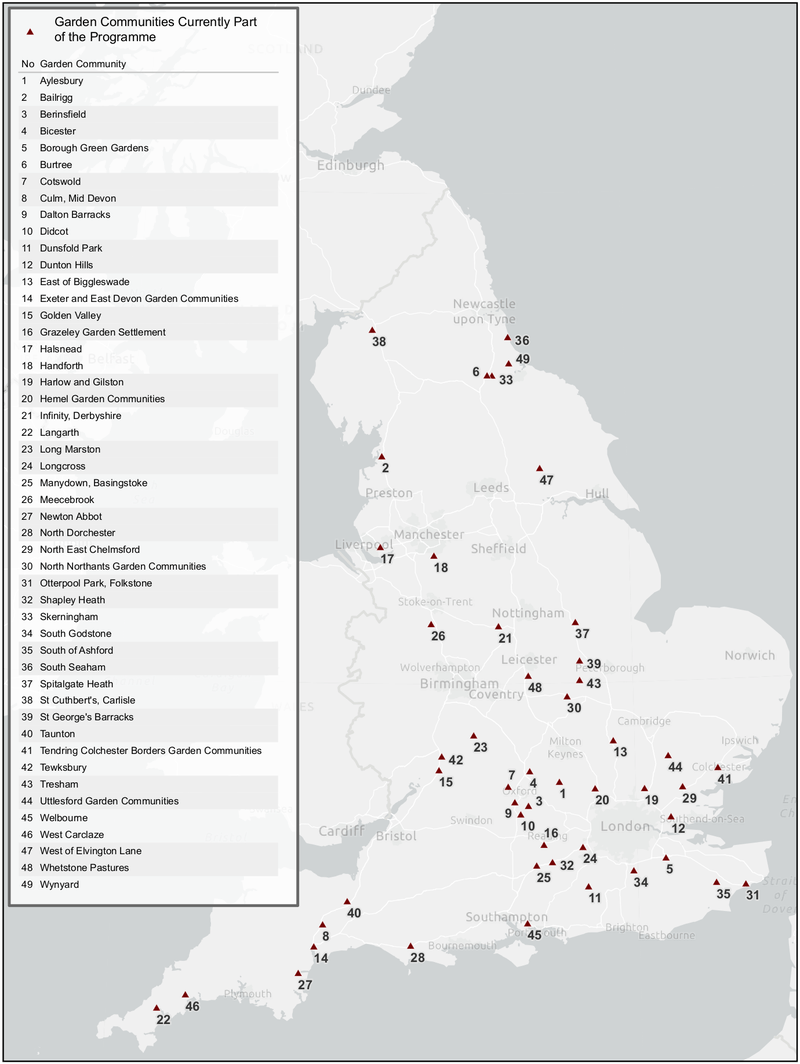 Garden Communities Currently Part
of the Programme
No Garden Community
1 Aylesbury
2 Bailrigg
3 Berinsfield
4 Bicester
5 Borough Green Gardens
6 Burtree
7 Cotswold
8 Culm, Mid Devon
9 Dalton Barracks
10 Didcot
11 Dunsfold Park
12 Dunton Hills
13 East of Biggleswade
14 Exeter and East Devon Garden Communities
15 Golden Valley
16 Grazeley Garden Settlement
17 Halsnead
18 Handforth
19 Harlow and Gilston
20 Hemel Garden Communities
21 Infinity, Derbyshire
22 Langarth
23 Long Marston
24 Longcross
25 Manydown, Basingstoke
26 Meecebrook
27 Newton Abbot
28 North Dorchester
29 North East Chelmsford
30 North Northants Garden Communities
31 Otterpool Park, Folkstone
32 Shapley Heath
33 Skerningham
34 South Godstone
35 South of Ashford
36 South Seaham
37 Spitalgate Heath
38 St Cuthbert's, Carlisle
39 St George's Barracks
40 Taunton
41 Tendring Colchester Borders Garden Communities
42 Tewksbury
43 Tresham
44 Uttlesford Garden Communities
45 Welbourne
46 West Carclaze
47 West of Elvington Lane
48 Whetstone Pastures
49 Wynyard
Dundee
Edinburgh
Newcastle
upon Tyne
38
36
49
6
33
2
47
Preston
Leeds
Hull
Manchester
Liverpool
17
18
Sheffield
Stoke-on-Trent
26
Nottingham
21
37
Leicester
39
Wolverhampton
Peterborough
Norwich
Birmingham
48
43
Coventry
30
Cambridge
23
Milton
Keynes
13
Ipswich
42
44
Colchester
15
7
4
41
Oxford
1
20
19
29
9
3
10
Swindon
Southend-on-Sea
12
London
Cardiff
Bristol
16
Reading
24
32
5
25
34
11
35
31
40
Southampton
8
45
Portsmouth
Brighton
Eastbourne
14
28
Bournemouth
27
Plymouth
46
22